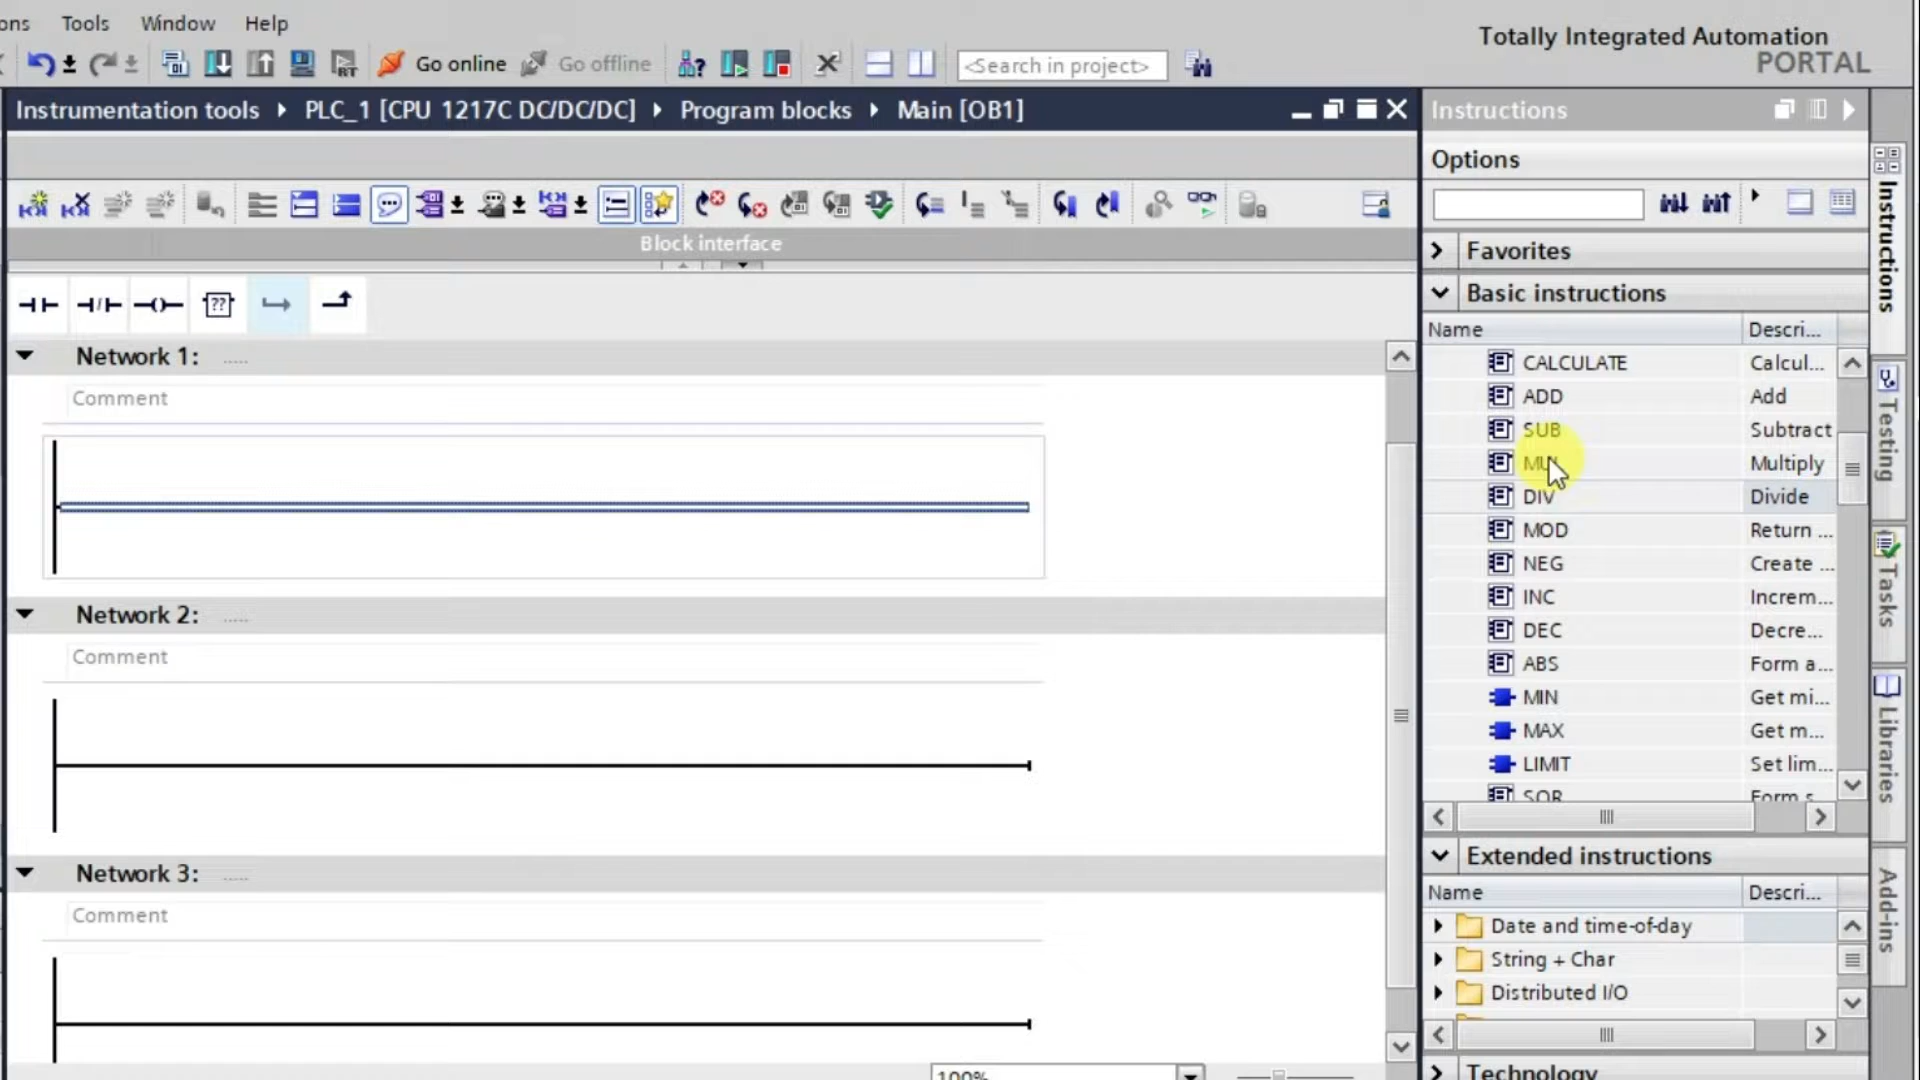 ons Tools Window Help
Totally Integrated Automation
PORTAL
Go online Go offline <Search in project>
Instrumentation tools PLC_1 [CPU 1217C DC/DC/DC] Program blocks Main [OB1]
Instructions
Options
Block interface
Favorites
Basic instructions
Name Descri...
??
Network 1: .....
Comment
CALCULATE Calcul...
ADD Add
SUB Subtract
MUL Multiply
DIV Divide
MOD Return ...
NEG Create ...
INC Increm...
DEC Decre...
ABS Form a...
MIN Get mi...
MAX Get m...
LIMIT Set lim...
SQR Form s
Network 2: .....
Comment
Network 3: .....
Comment
Extended instructions
Name Descri...
Date and time-of-day
String + Char
Distributed I/O
Technology
100%
Instructions
Testing
Tasks
Libraries
Add-ins